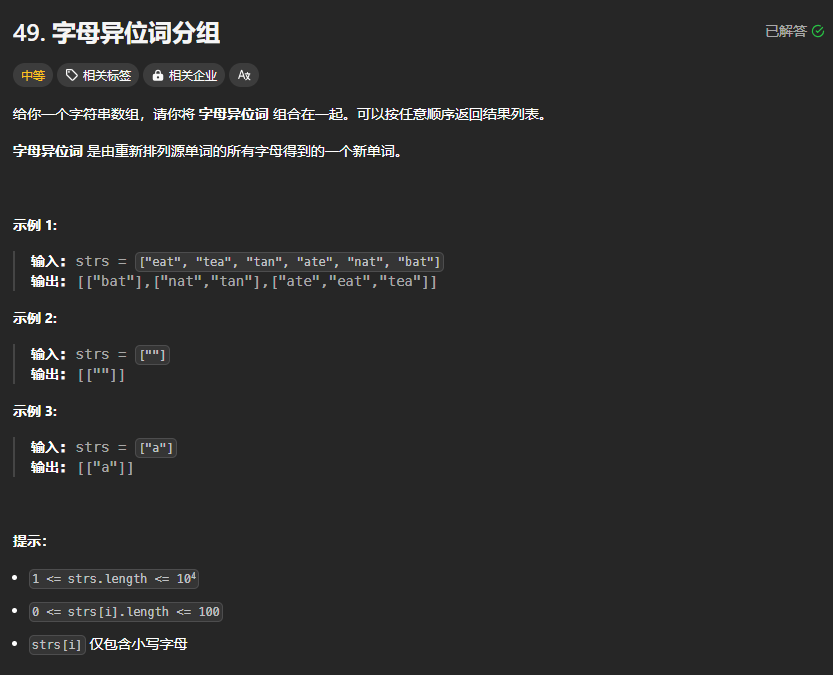 49. 字母异位词分组
已解答
中等 相关标签 相关企业 Aא
给你一个字符串数组，请你将 字母异位词 组合在一起。可以按任意顺序返回结果列表。
字母异位词 是由重新排列源单词的所有字母得到的一个新单词。
示例 1:
输入: strs = ["eat", "tea", "tan", "ate", "nat", "bat"]
输出: [["bat"],["nat","tan"],["ate","eat","tea"]]
示例 2:
输入: strs = [""]
输出: [[""]]
示例 3:
输入: strs = ["a"]
输出: [["a"]]
提示：
1 <= strs.length <= 10⁴
0 <= strs[i].length <= 100
strs[i] 仅包含小写字母